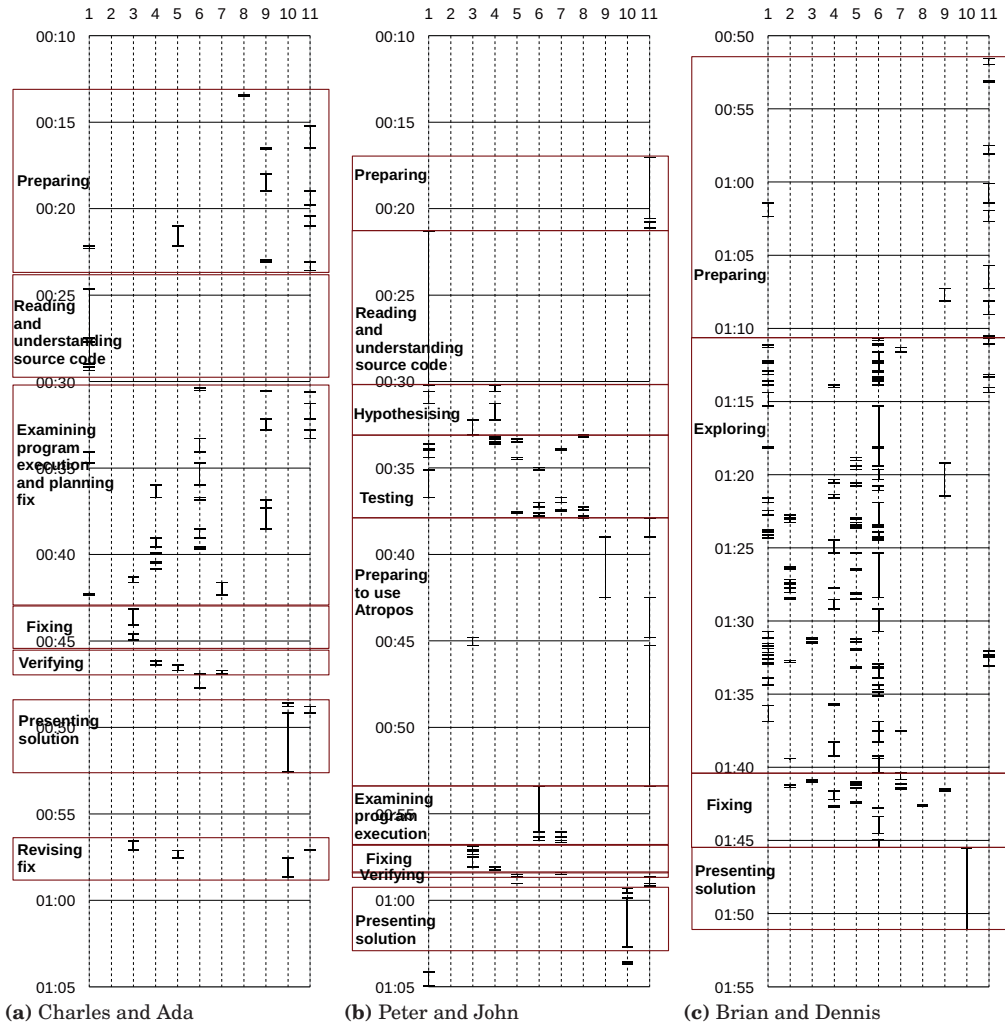 1 2 3 4 5 6 7 8 9 10 11
00:10
00:15
Preparing
00:20
00:25
Reading
and
understanding
source code
00:30
Examining
program
execution
00:35
and planning
fix
00:40
Fixing
00:45
Verifying
Presenting
00:50
solution
00:55
Revising
fix
01:00
01:05
(a) Charles and Ada
1 2 3 4 5 6 7 8 9 10 11
00:10
00:15
Preparing
00:20
00:25
Reading
and
understanding
source code
00:30
Hypothesising
00:35
Testing
00:40
Preparing
to use
Atropos
00:45
00:50
Examining
00:55
program
execution
Fixing
Verifying
01:00
Presenting
solution
01:05
(b) Peter and John
1 2 3 4 5 6 7 8 9 10 11
00:50
00:55
01:00
01:05
Preparing
01:10
01:15
Exploring
01:20
01:25
01:30
01:35
01:40
Fixing
01:45
Presenting
solution
01:50
01:55
(c) Brian and Dennis